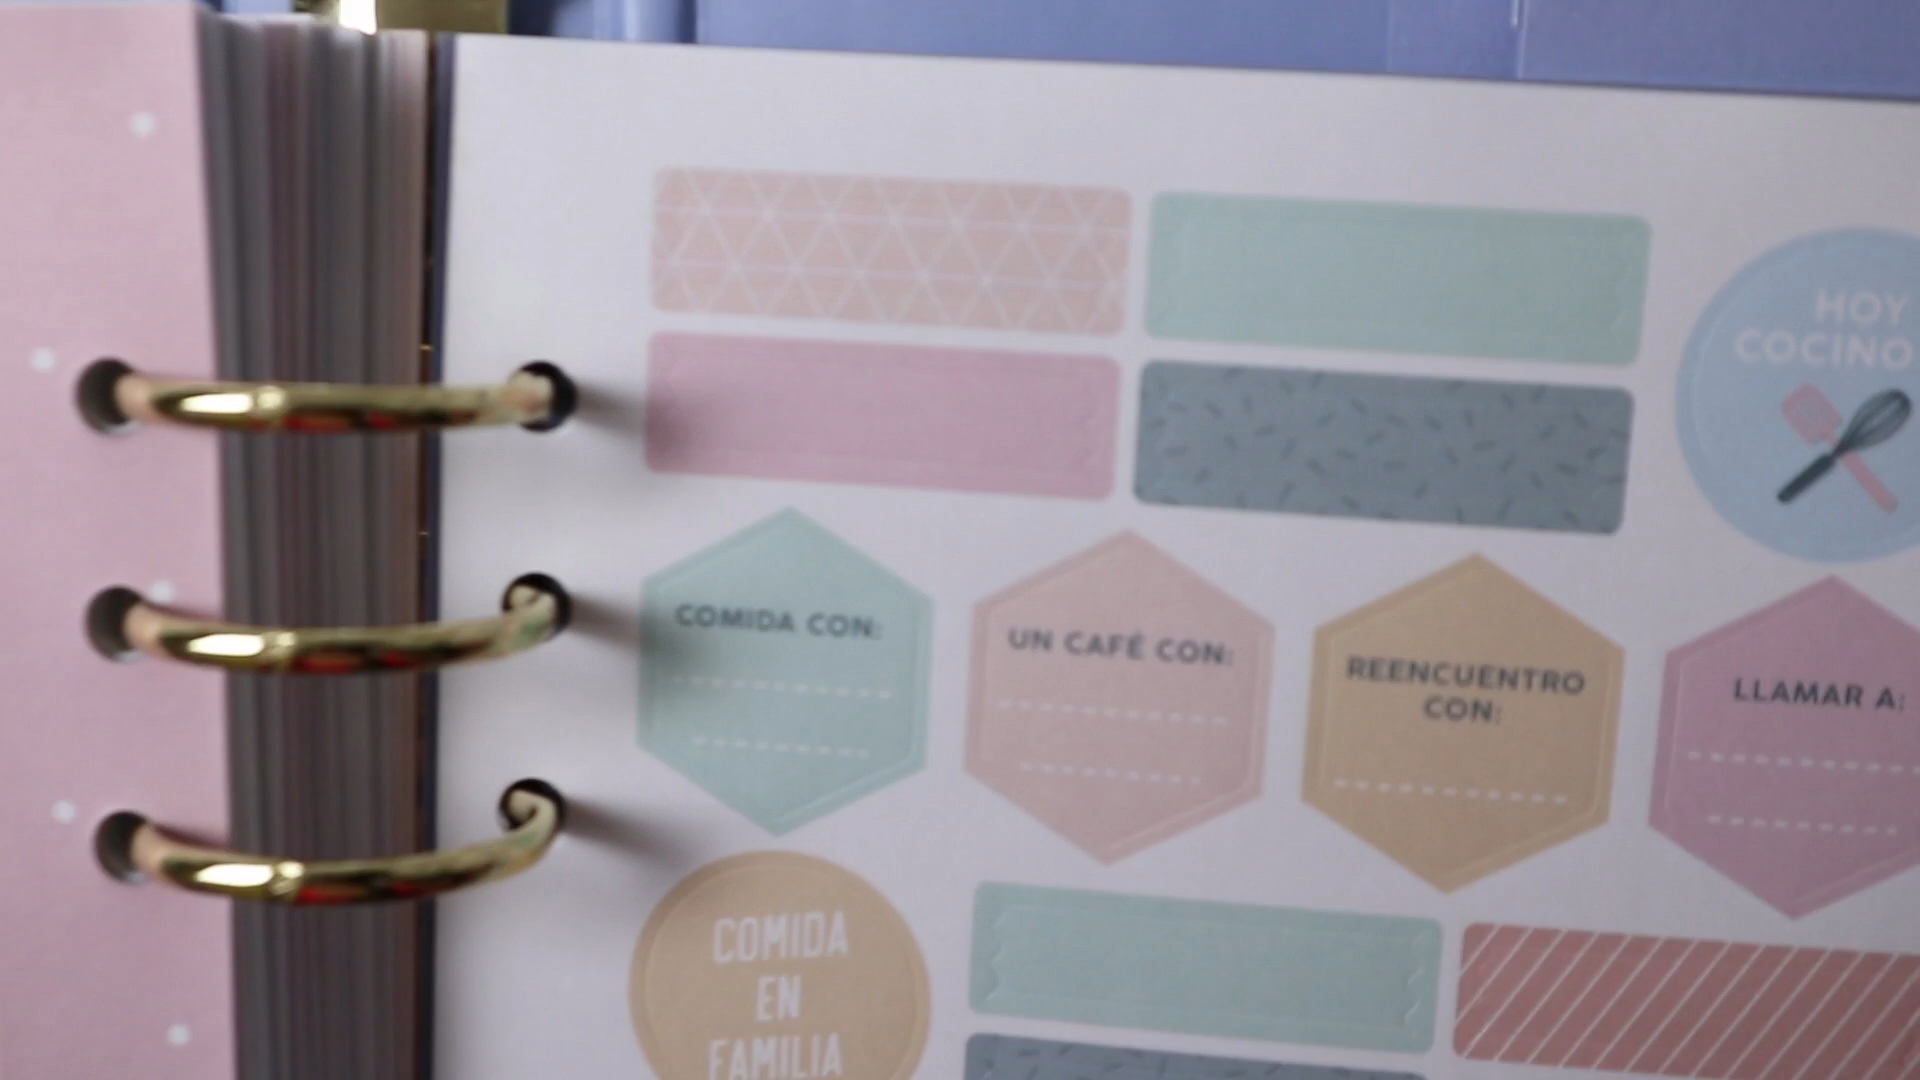 HOY
COCINO
COMIDA CON:
UN CAFÉ CON:
REENCUENTRO
CON:
LLAMAR A:
COMIDA
EN
FAMILIA